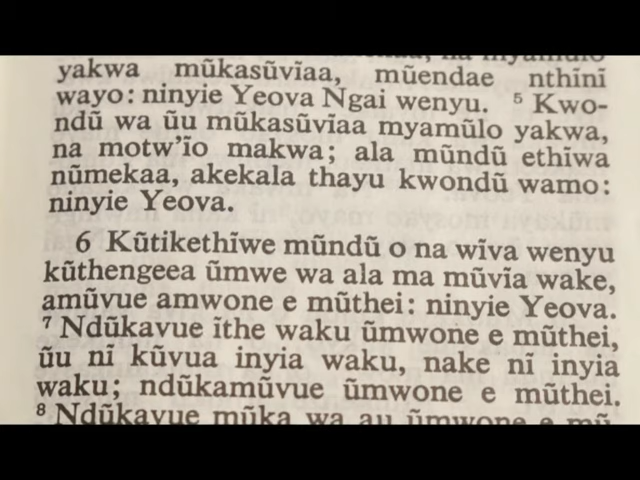 yakwa mũkasũvĩaa, mũendae nthĩnĩ
wayo: ninyie Yeova Ngai wenyu. ⁵ Kwo-
ndũ wa ũu mũkasũvĩaa myamũlo yakwa,
na motw'ĩo makwa; ala mũndũ ethĩwa
nũmekaa, akekala thayu kwondũ wamo:
ninyie Yeova.
6 Kũtikethĩwe mũndũ o na wĩva wenyu
kũthengeea ũmwe wa ala ma mũvĩa wake,
amũvue amwone e mũthei: ninyie Yeova.
⁷ Ndũkavue ĩthe waku ũmwone e mũthei,
ũu nĩ kũvua inyia waku, nake nĩ inyia
waku; ndũkamũvue ũmwone e mũthei.
⁸ Ndũkavue mũka wa au ũmwone e mũ-